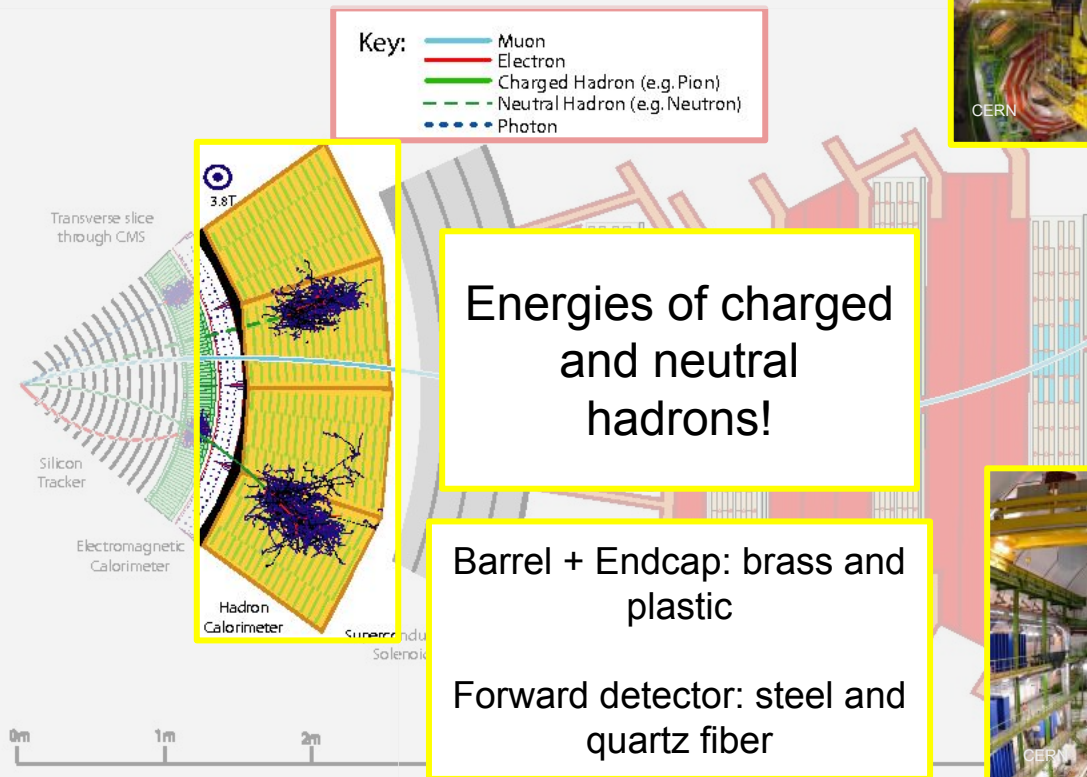 Key:
Muon
Electron
Charged Hadron (e.g. Pion)
Neutral Hadron (e.g. Neutron)
Photon
CERN
3.8T
Transverse slice
through CMS
Energies of charged
and neutral
hadrons!
Silicon
Tracker
Electromagnetic
Calorimeter
Hadron
Calorimeter
Barrel + Endcap: brass and
plastic
Forward detector: steel and
quartz fiber
Supercondu
Solenoid
0m
1m
2m
CERN